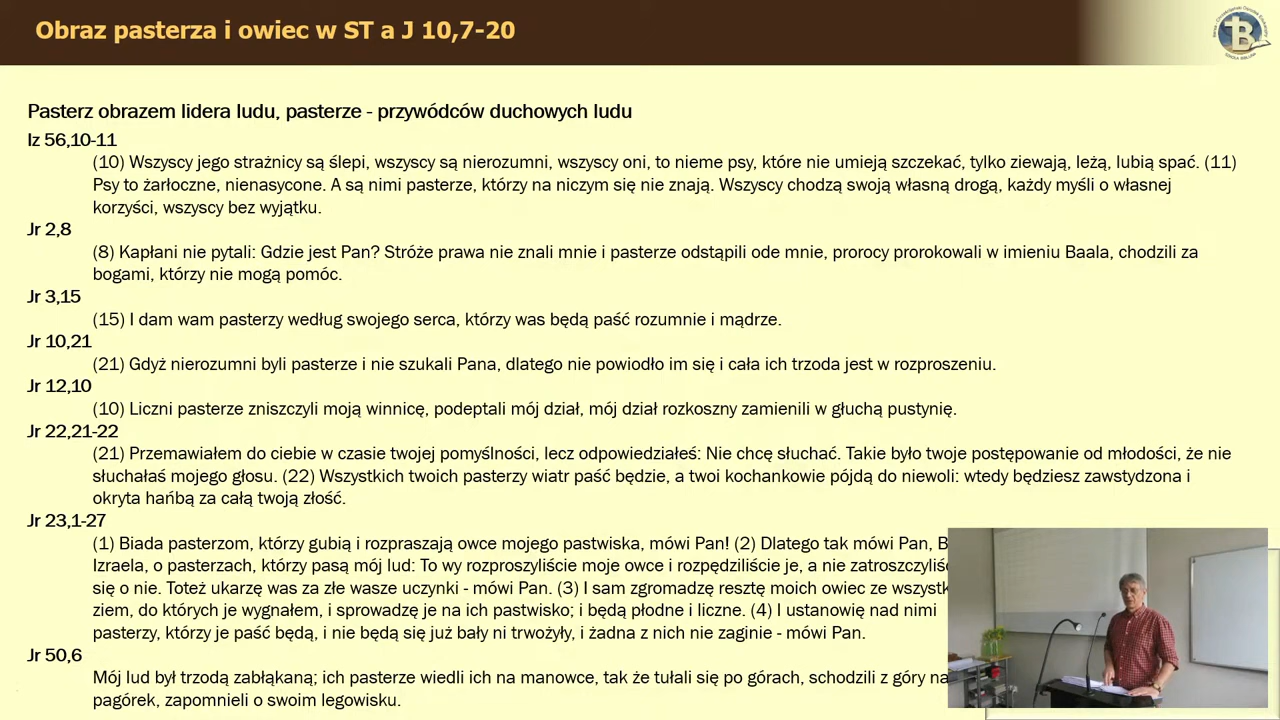 Obraz pasterza i owiec w ST a J 10,7-20
Pasterz obrazem lidera ludu, pasterze - przywódców duchowych ludu
Iz 56,10-11
(10) Wszyscy jego strażnicy są ślepi, wszyscy są nierozumni, wszyscy oni, to nieme psy, które nie umieją szczekać, tylko ziewają, leżą, lubią spać. (11)
Psy to żarłoczne, nienasycone. A są nimi pasterze, którzy na niczym się nie znają. Wszyscy chodzą swoją własną drogą, każdy myśli o własnej
korzyści, wszyscy bez wyjątku.
Jr 2,8
(8) Kapłani nie pytali: Gdzie jest Pan? Stróże prawa nie znali mnie i pasterze odstąpili ode mnie, prorocy prorokowali w imieniu Baala, chodzili za
bogami, którzy nie mogą pomóc.
Jr 3,15
(15) I dam wam pasterzy według swojego serca, którzy was będą paść rozumnie i mądrze.
Jr 10,21
(21) Gdyż nierozumni byli pasterze i nie szukali Pana, dlatego nie powiodło im się i cała ich trzoda jest w rozproszeniu.
Jr 12,10
(10) Liczni pasterze zniszczyli moją winnicę, podeptali mój dział, mój dział rozkoszny zamienili w głuchą pustynię.
Jr 22,21-22
(21) Przemawiałem do ciebie w czasie twojej pomyślności, lecz odpowiedziałeś: Nie chcę słuchać. Takie było twoje postępowanie od młodości, że nie
słuchałaś mojego głosu. (22) Wszystkich twoich pasterzy wiatr paść będzie, a twoi kochankowie pójdą do niewoli: wtedy będziesz zawstydzona i
okryta hańbą za całą twoją złość.
Jr 23,1-27
(1) Biada pasterzom, którzy gubią i rozpraszają owce mojego pastwiska, mówi Pan! (2) Dlatego tak mówi Pan, B
Izraela, o pasterzach, którzy pasą mój lud: To wy rozproszyliście moje owce i rozpędziliście je, a nie zatroszczyliś
się o nie. Toteż ukarzę was za złe wasze uczynki - mówi Pan. (3) I sam zgromadzę resztę moich owiec ze wszystk
ziem, do których je wygnałem, i sprowadzę je na ich pastwisko; i będą płodne i liczne. (4) I ustanowię nad nimi
pasterzy, którzy je paść będą, i nie będą się już bały ni trwożyły, i żadna z nich nie zaginie - mówi Pan.
Jr 50,6
Mój lud był trzodą zabłąkaną; ich pasterze wiedli ich na manowce, tak że tułali się po górach, schodzili z góry na
pagórek, zapomnieli o swoim legowisku.